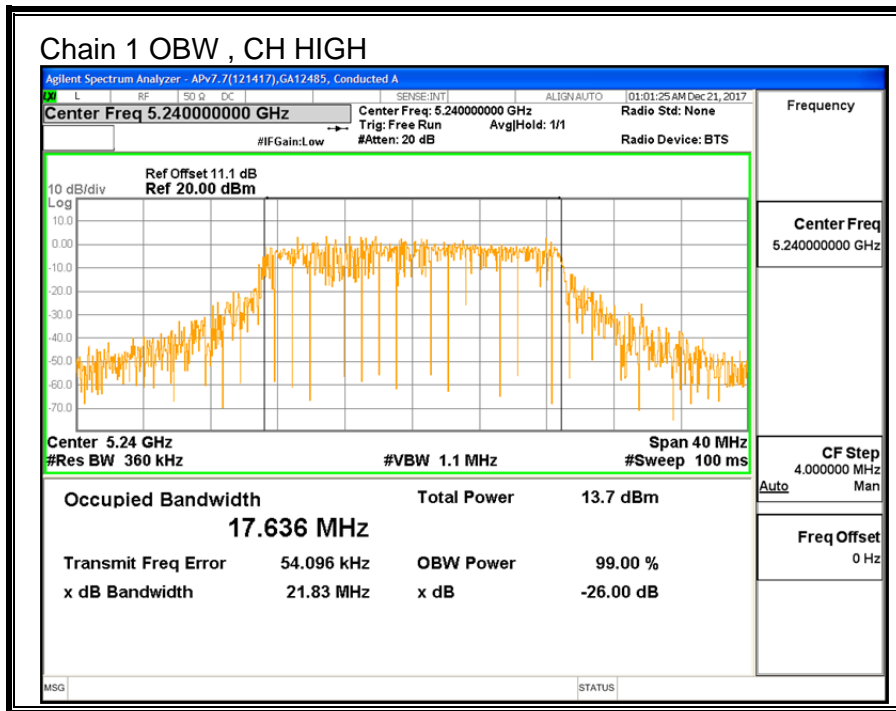 Chain 1 OBW , CH HIGH
Agilent Spectrum Analyzer - APv7.7(121417),GA12485, Conducted A
LXI L RF 50 Ω DC SENSE:INT ALIGN AUTO 01:01:25 AM Dec 21, 2017
Center Freq 5.240000000 GHz
Center Freq: 5.240000000 GHz
Radio Std: None
Trig: Free Run Avg|Hold: 1/1
#IFGain:Low #Atten: 20 dB Radio Device: BTS
Ref Offset 11.1 dB
10 dB/div Ref 20.00 dBm
Log
10.0
0.00
-10.0
-20.0
-30.0
-40.0
-50.0
-60.0
-70.0
Center 5.24 GHz Span 40 MHz
#Res BW 360 kHz #VBW 1.1 MHz #Sweep 100 ms
Occupied Bandwidth Total Power 13.7 dBm
17.636 MHz
Transmit Freq Error 54.096 kHz OBW Power 99.00 %
x dB Bandwidth 21.83 MHz x dB -26.00 dB
MSG STATUS
Frequency
Center Freq
5.240000000 GHz
CF Step
4.000000 MHz
Auto Man
Freq Offset
0 Hz